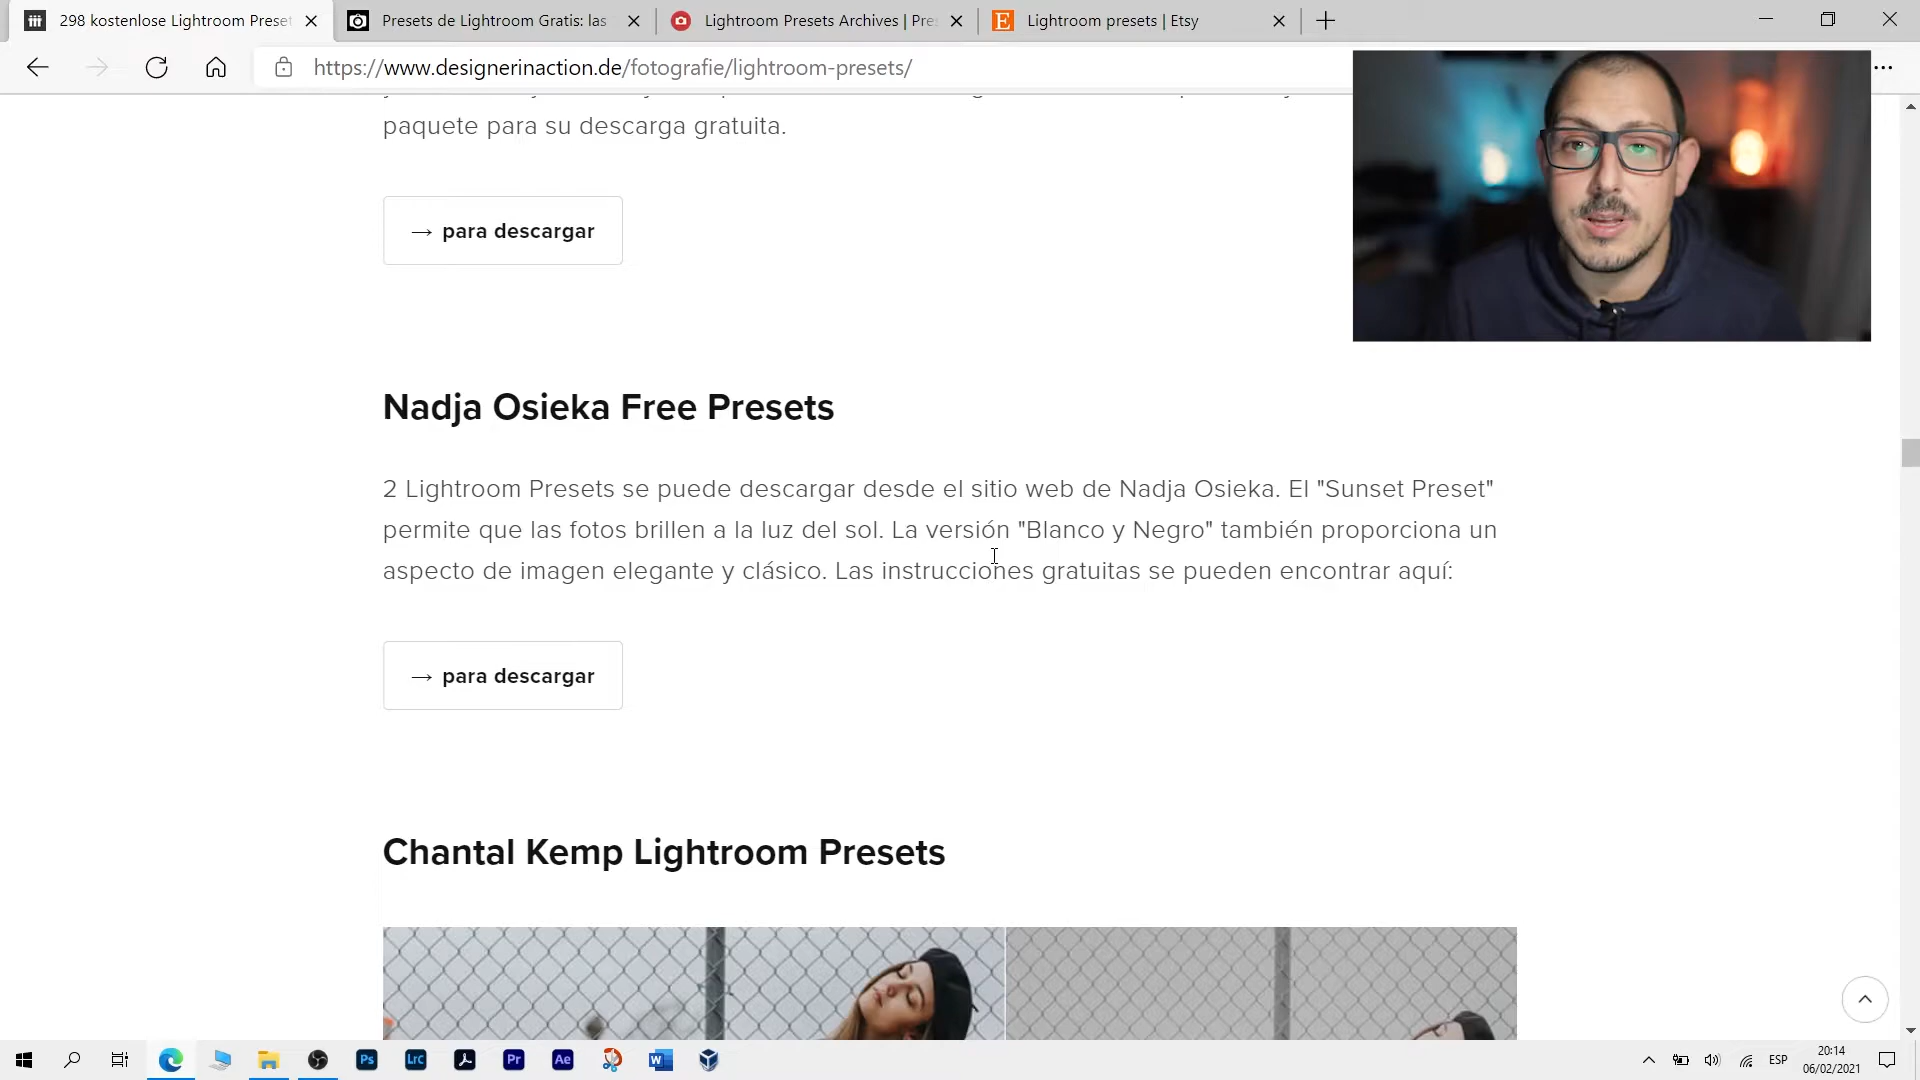 298 kostenlose Lightroom Preset
Presets de Lightroom Gratis: las
Lightroom Presets Archives | Pre
Lightroom presets | Etsy
https://www.designerinaction.de/fotografie/lightroom-presets/
paquete para su descarga gratuita.
→ para descargar
Nadja Osieka Free Presets
2 Lightroom Presets se puede descargar desde el sitio web de Nadja Osieka. El "Sunset Preset"
permite que las fotos brillen a la luz del sol. La versión "Blanco y Negro" también proporciona un
aspecto de imagen elegante y clásico. Las instrucciones gratuitas se pueden encontrar aquí:
→ para descargar
Chantal Kemp Lightroom Presets
Ps
Lrc
Pr
Ae
ESP
20:14
06/02/2021